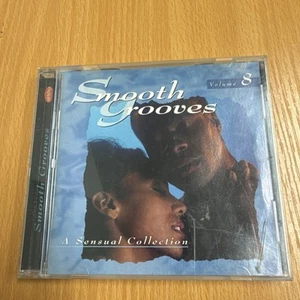 Smooth
Grooves
Volume 8
A Sensual Collection
Smooth Grooves